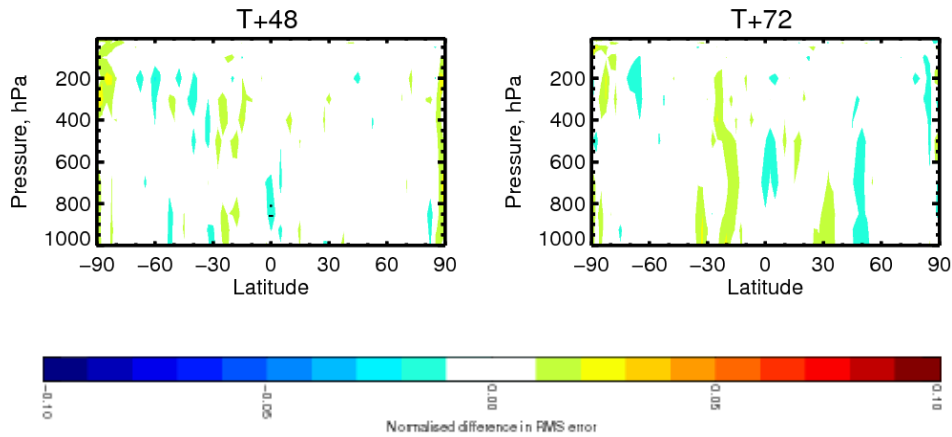 T+48
T+72
Pressure, hPa
200
400
600
800
1000
−90 −60 −30 0 30 60 90
Latitude
Pressure, hPa
200
400
600
800
1000
−90 −60 −30 0 30 60 90
Latitude
−0.10 −0.05 0.00 0.05 0.10
Normalised difference in RMS error